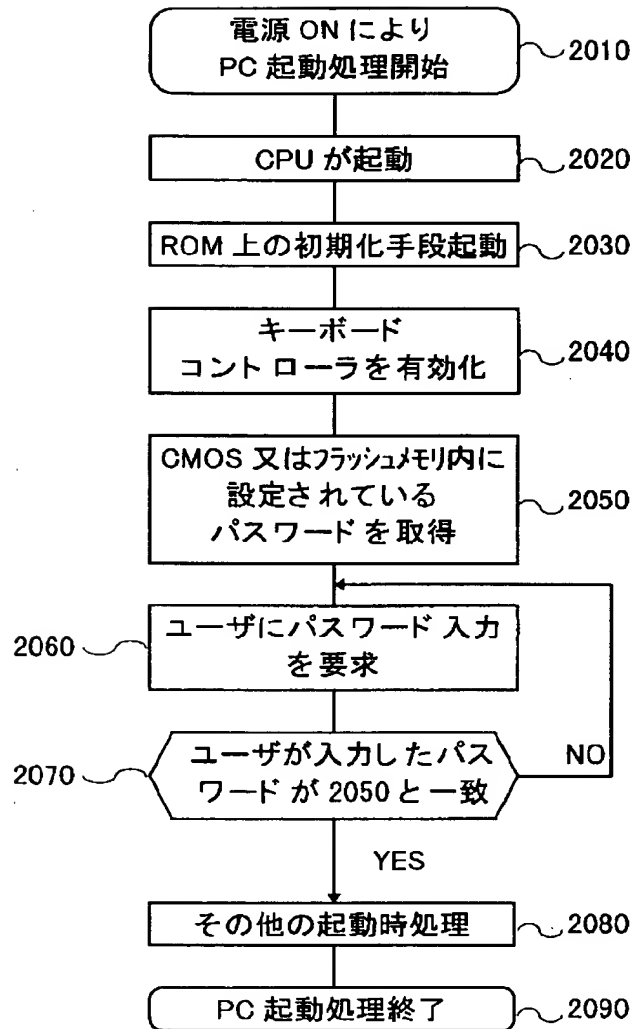 電源 ON により
PC 起動処理開始
2010
CPU が起動
2020
ROM 上の初期化手段起動
2030
キーボード
コントローラを有効化
2040
CMOS 又はフラッシュメモリ内に
設定されている
パスワードを取得
2050
2060
ユーザにパスワード入力
を要求
2070
ユーザが入力したパス
ワードが 2050 と一致
NO
YES
その他の起動時処理
2080
PC 起動処理終了
2090